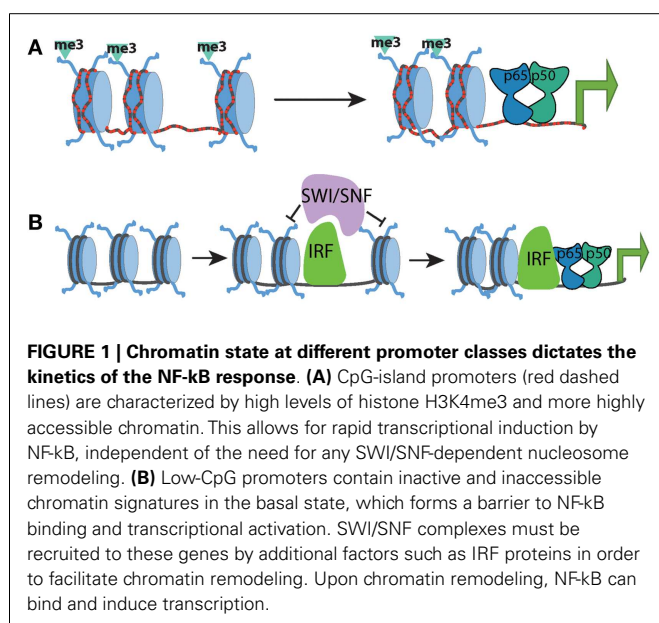 A
me3
me3
me3
me3
me3
p65
p50
B
SWI/SNF
IRF
IRF
p65
p50
FIGURE 1 | Chromatin state at different promoter classes dictates the
kinetics of the NF-kB response. (A) CpG-island promoters (red dashed
lines) are characterized by high levels of histone H3K4me3 and more highly
accessible chromatin. This allows for rapid transcriptional induction by
NF-kB, independent of the need for any SWI/SNF-dependent nucleosome
remodeling. (B) Low-CpG promoters contain inactive and inaccessible
chromatin signatures in the basal state, which forms a barrier to NF-kB
binding and transcriptional activation. SWI/SNF complexes must be
recruited to these genes by additional factors such as IRF proteins in order
to facilitate chromatin remodeling. Upon chromatin remodeling, NF-kB can
bind and induce transcription.